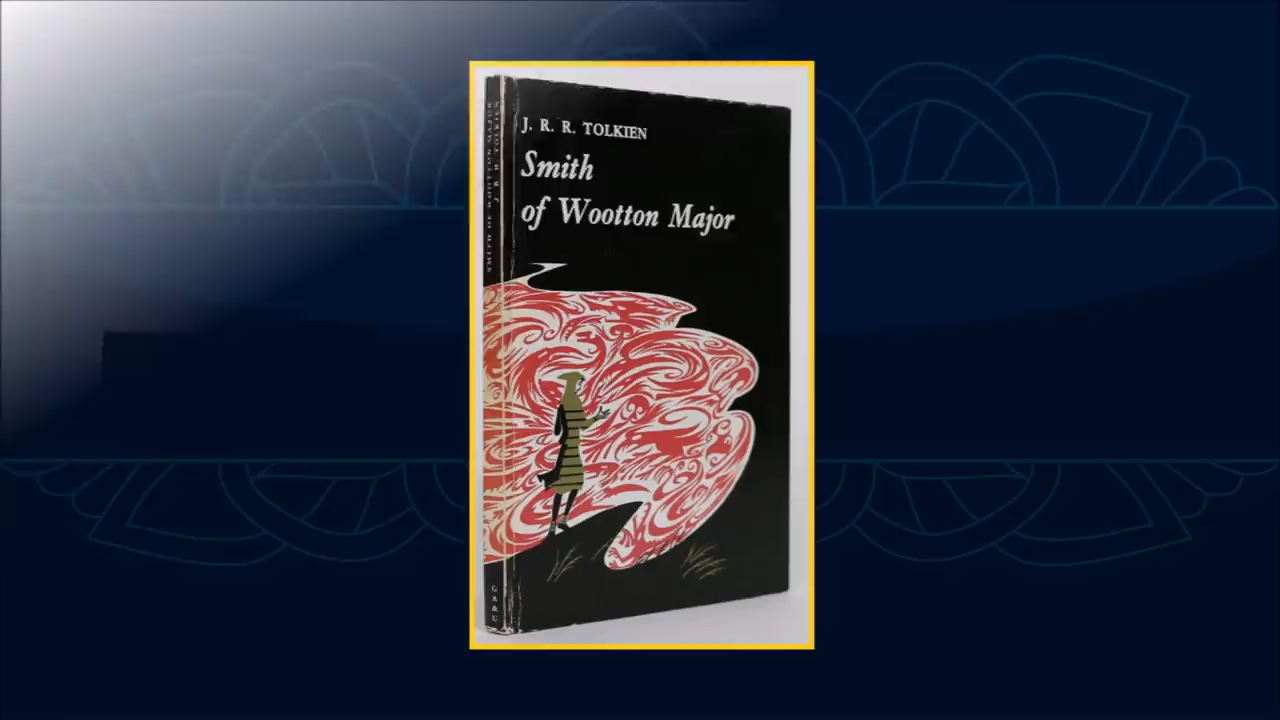 J. R. R. TOLKIEN
Smith
of Wootton Major
SMITH OF WOOTTON MAJOR
J. R. R. TOLKIEN
G A & U